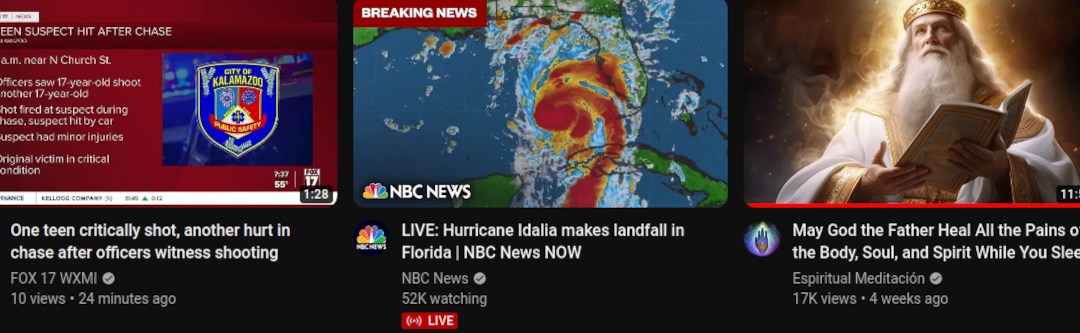 17 | NEWS
EEN SUSPECT HIT AFTER CHASE
a.m. near N Church St.
Officers saw 17-year-old shoot
another 17-year-old
Shot fired at suspect during
chase, suspect hit by car
Suspect had minor injuries
Original victim in critical
condition
CITY OF
KALAMAZOO
PUBLIC SAFETY
7:37
55°
FOX
17
1:28
FINANCE KELLOGG COMPANY (K) 61.49 ▲ 0.12
One teen critically shot, another hurt in
chase after officers witness shooting
FOX 17 WXMI
10 views • 24 minutes ago
BREAKING NEWS
NBC NEWS
NBC NEWS
LIVE: Hurricane Idalia makes landfall in
Florida | NBC News NOW
NBC News
52K watching
LIVE
11:5
May God the Father Heal All the Pains of
the Body, Soul, and Spirit While You Slee
Espiritual Meditación
17K views • 4 weeks ago